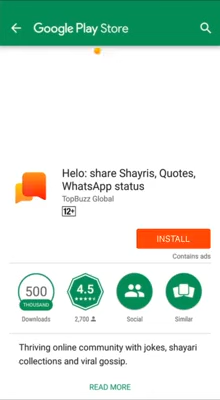 Google Play Store
Helo: share Shayris, Quotes,
WhatsApp status
TopBuzz Global
12+
INSTALL
Contains ads
500
THOUSAND
4.5
Downloads
2,700
Social
Similar
Thriving online community with jokes, shayari
collections and viral gossip.
READ MORE